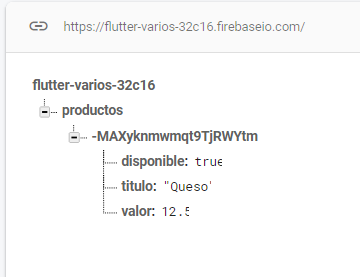 https://flutter-varios-32c16.firebaseio.com/
flutter-varios-32c16
productos
-MAXyknmwmqt9TjRWYtm
disponible: true
titulo: "Queso"
valor: 12.5